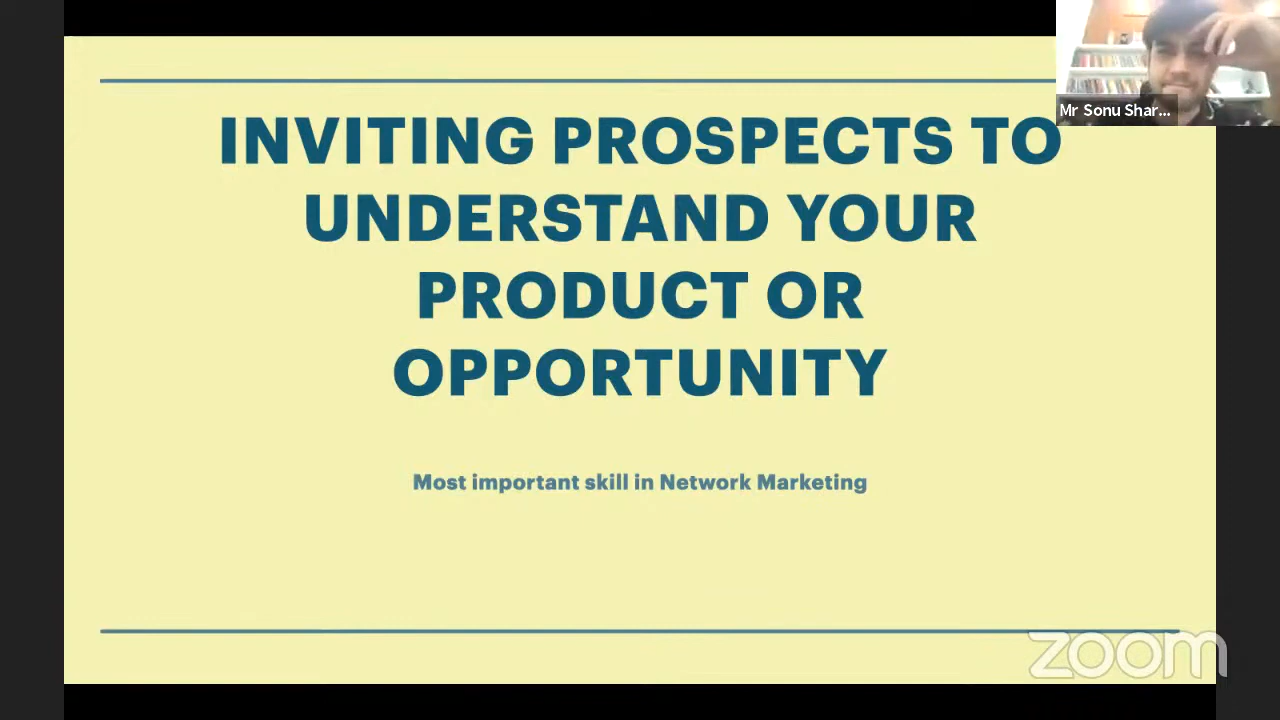 INVITING PROSPECTS TO
UNDERSTAND YOUR
PRODUCT OR
OPPORTUNITY
Most important skill in Network Marketing
Mr Sonu Shar...
zoom